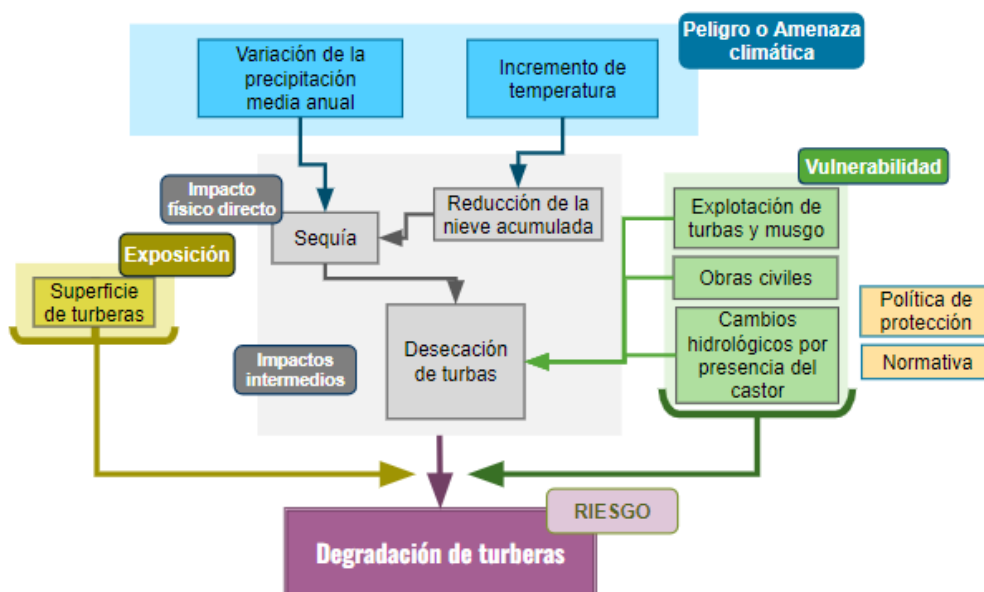 Peligro o Amenaza
climática
Variación de la
precipitación
media anual
Incremento de
temperatura
Impacto
físico directo
Sequía
Reducción de la
nieve acumulada
Vulnerabilidad
Explotación de
turbas y musgo
Obras civiles
Cambios
hidrológicos por
presencia del
castor
Política de
protección
Normativa
Exposición
Superficie
de turberas
Impactos
intermedios
Desecación
de turbas
RIESGO
Degradación de turberas